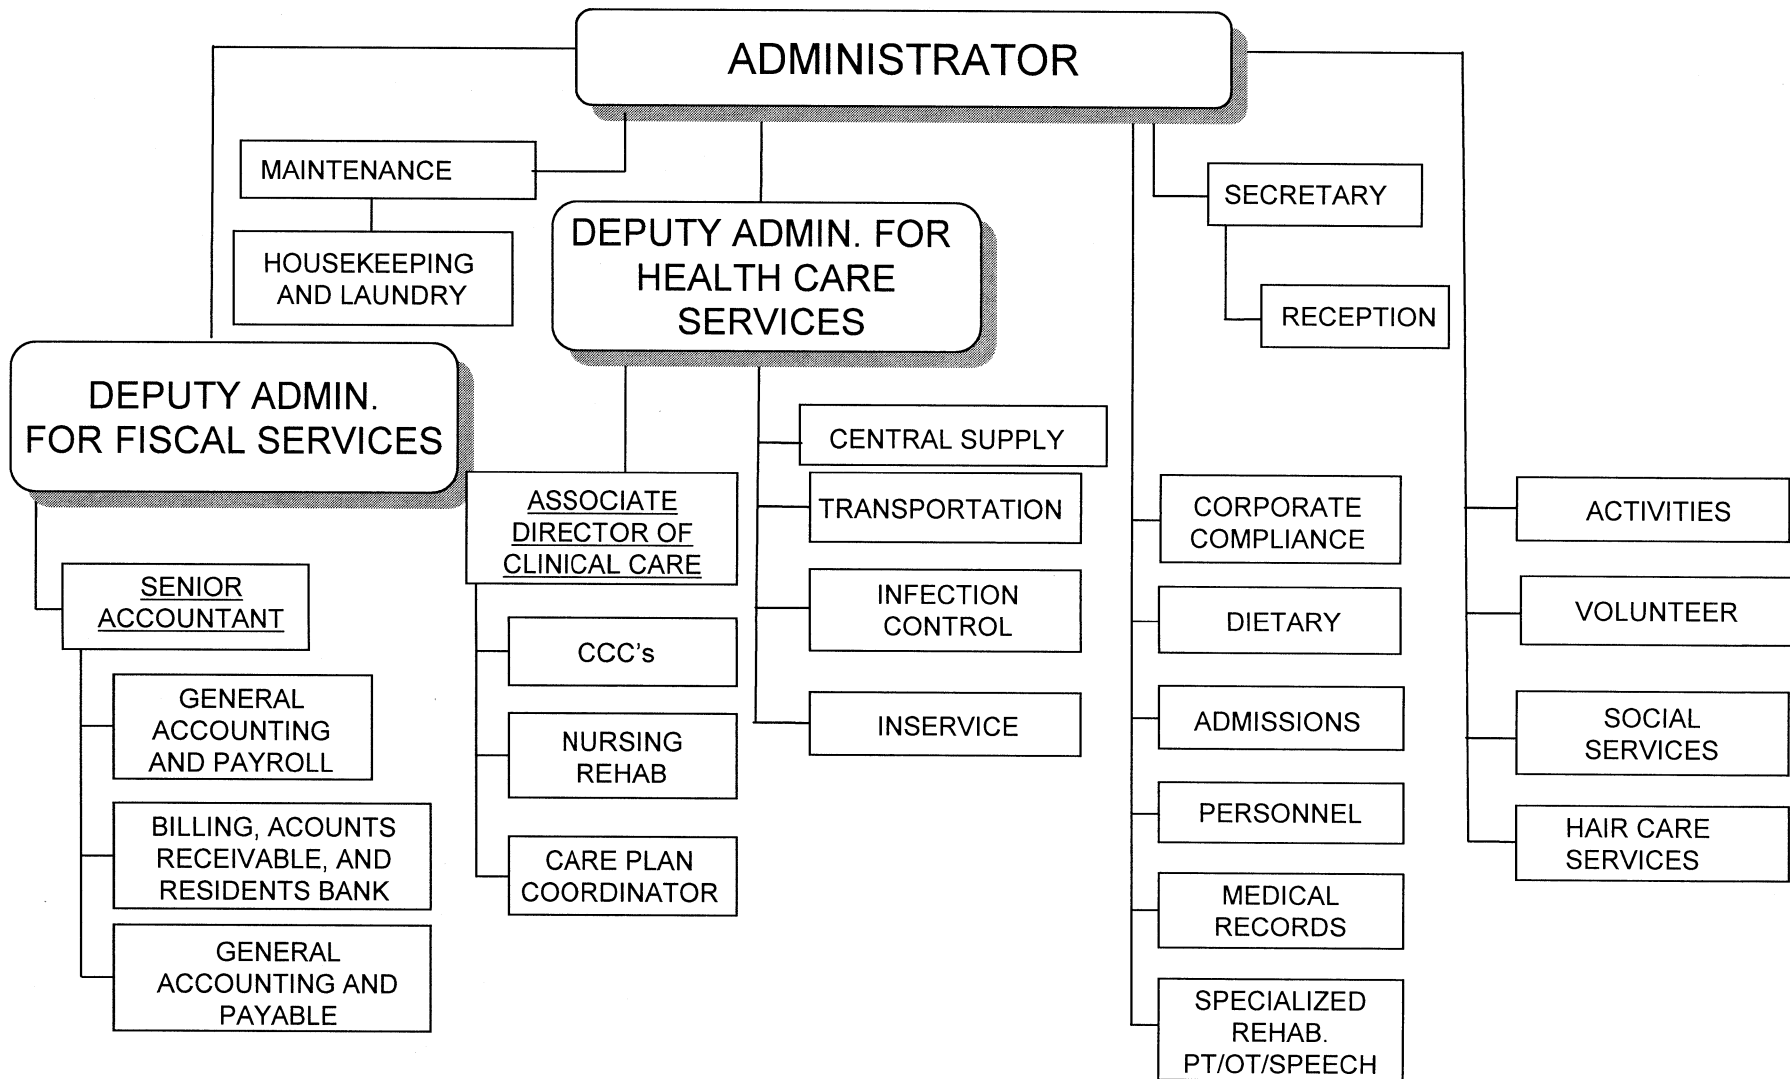 ADMINISTRATOR
MAINTENANCE
HOUSEKEEPING
AND LAUNDRY
DEPUTY ADMIN. FOR
HEALTH CARE
SERVICES
SECRETARY
RECEPTION
DEPUTY ADMIN.
FOR FISCAL SERVICES
SENIOR
ACCOUNTANT
GENERAL
ACCOUNTING
AND PAYROLL
BILLING, ACOUNTS
RECEIVABLE, AND
RESIDENTS BANK
GENERAL
ACCOUNTING AND
PAYABLE
ASSOCIATE
DIRECTOR OF
CLINICAL CARE
CCC's
NURSING
REHAB
CARE PLAN
COORDINATOR
CENTRAL SUPPLY
TRANSPORTATION
INFECTION
CONTROL
INSERVICE
CORPORATE
COMPLIANCE
DIETARY
ADMISSIONS
PERSONNEL
MEDICAL
RECORDS
SPECIALIZED
REHAB.
PT/OT/SPEECH
ACTIVITIES
VOLUNTEER
SOCIAL
SERVICES
HAIR CARE
SERVICES